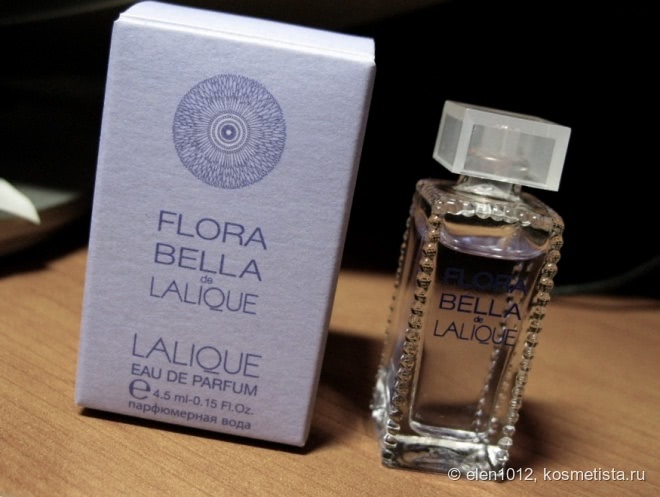 FLORA
BELLA
de
LALIQUE
LALIQUE
EAU DE PARFUM
e 4.5 ml-0.15 Fl.Oz.
парфюмерная вода
FLORA
BELLA
de
LALIQUE
© elen1012, kosmetista.ru